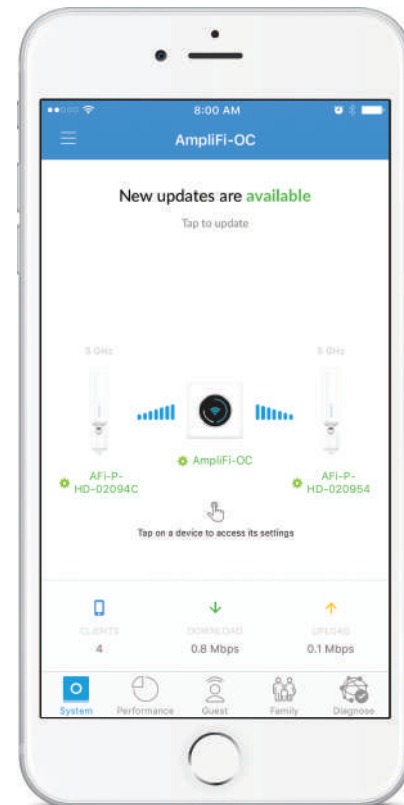 8:00 AM
AmpliFi-OC
New updates are available
Tap to update
5 GHz
5 GHz
AmpliFi-OC
AFi-P-
HD-02094C
AFi-P-
HD-020954
Tap on a device to access its settings
CLIENTS
DOWNLOAD
UPLOAD
4
0.8 Mbps
0.1 Mbps
System
Performance
Guest
Family
Diagnose